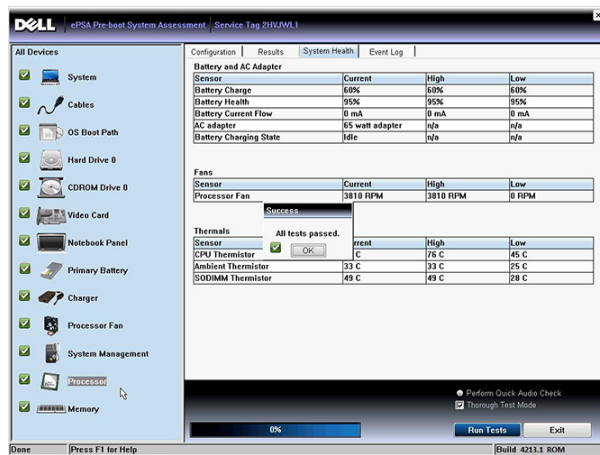 DELL ePSA Pre-boot System Assessment Service Tag 2HVJWL1
All Devices
System
Cables
OS Boot Path
Hard Drive 0
CDROM Drive 0
Video Card
Notebook Panel
Primary Battery
Charger
Processor Fan
System Management
Processor
Memory
Configuration Results System Health Event Log
Battery and AC Adapter
Sensor Current High Low
Battery Charge 60% 60% 60%
Battery Health 95% 95% 95%
Battery Current Flow 0 mA 0 mA 0 mA
AC adapter 65 watt adapter n/a n/a
Battery Charging State Idle n/a n/a
Fans
Sensor Current High Low
Processor Fan 3810 RPM 3810 RPM 0 RPM
Success
All tests passed.
OK
Thermals
Sensor rrent High Low
CPU Thermistor C 76 C 45 C
Ambient Thermistor 33 C 33 C 25 C
SODIMM Thermistor 49 C 49 C 28 C
Perform Quick Audio Check
Thorough Test Mode
0% Run Tests Exit
Done Press F1 for Help Build 4213.1 ROM